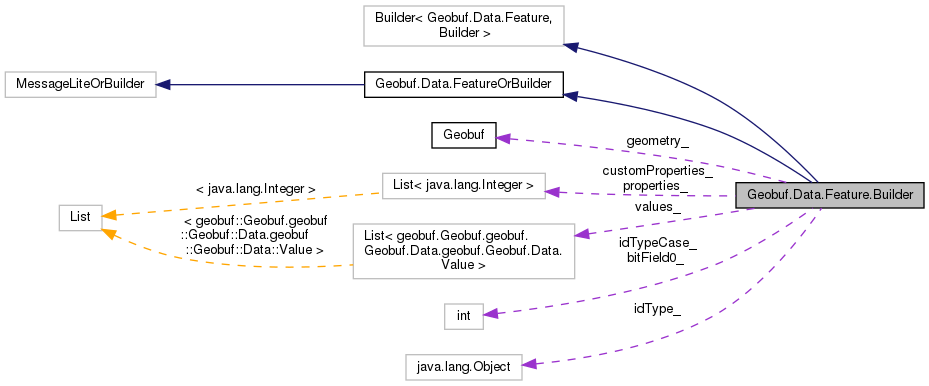 Builder< Geobuf.Data.Feature,
Builder >
MessageLiteOrBuilder
Geobuf.Data.FeatureOrBuilder
Geobuf
geometry_
customProperties_
properties_
List< java.lang.Integer >
< java.lang.Integer >
Geobuf.Data.Feature.Builder
List
values_
< geobuf::Geobuf.geobuf
::Geobuf::Data.geobuf
::Geobuf::Data::Value >
List< geobuf.Geobuf.geobuf.
Geobuf.Data.geobuf.Geobuf.Data.
Value >
idTypeCase_
bitField0_
int
idType_
java.lang.Object